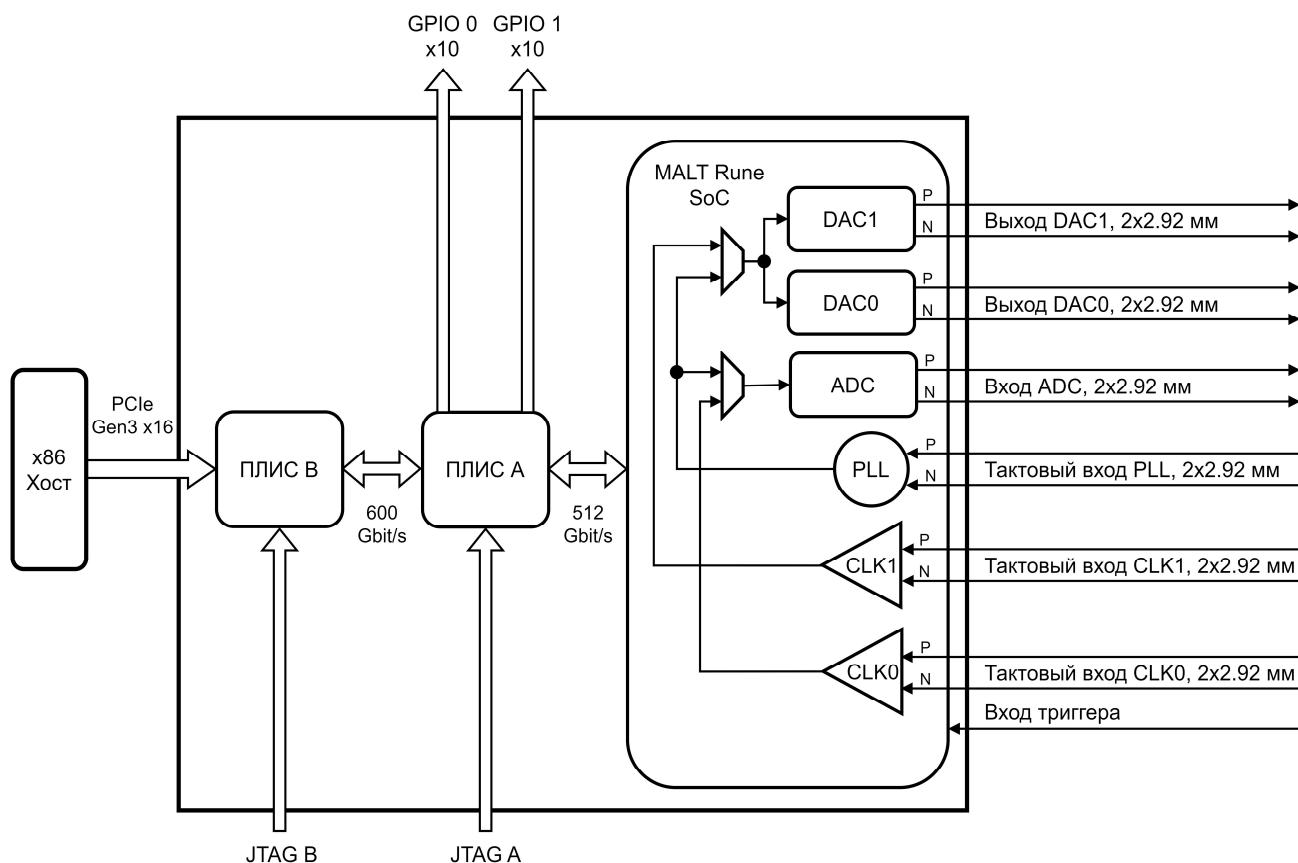 GPIO 0
x10
GPIO 1
x10
MALT Rune
SoC
DAC1
P
N
Выход DAC1, 2x2.92 мм
DAC0
P
N
Выход DAC0, 2x2.92 мм
ADC
P
N
Вход ADC, 2x2.92 мм
x86
Хост
PCIe
Gen3 x16
ПЛИС B
600
Gbit/s
ПЛИС A
512
Gbit/s
PLL
P
N
Тактовый вход PLL, 2x2.92 мм
CLK1
P
N
Тактовый вход CLK1, 2x2.92 мм
CLK0
P
N
Тактовый вход CLK0, 2x2.92 мм
Вход триггера
JTAG B
JTAG A